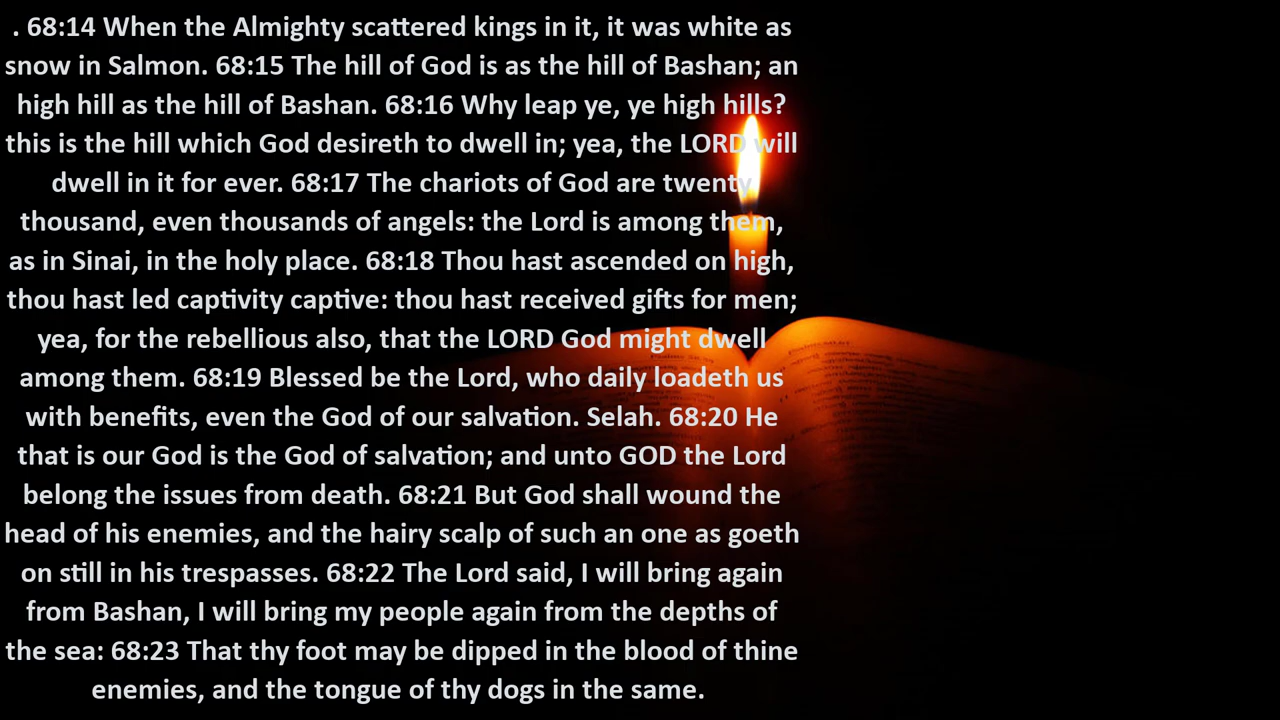 . 68:14 When the Almighty scattered kings in it, it was white as
snow in Salmon. 68:15 The hill of God is as the hill of Bashan; an
high hill as the hill of Bashan. 68:16 Why leap ye, ye high hills?
this is the hill which God desireth to dwell in; yea, the LORD will
dwell in it for ever. 68:17 The chariots of God are twenty
thousand, even thousands of angels: the Lord is among them,
as in Sinai, in the holy place. 68:18 Thou hast ascended on high,
thou hast led captivity captive: thou hast received gifts for men;
yea, for the rebellious also, that the LORD God might dwell
among them. 68:19 Blessed be the Lord, who daily loadeth us
with benefits, even the God of our salvation. Selah. 68:20 He
that is our God is the God of salvation; and unto GOD the Lord
belong the issues from death. 68:21 But God shall wound the
head of his enemies, and the hairy scalp of such an one as goeth
on still in his trespasses. 68:22 The Lord said, I will bring again
from Bashan, I will bring my people again from the depths of
the sea: 68:23 That thy foot may be dipped in the blood of thine
enemies, and the tongue of thy dogs in the same.